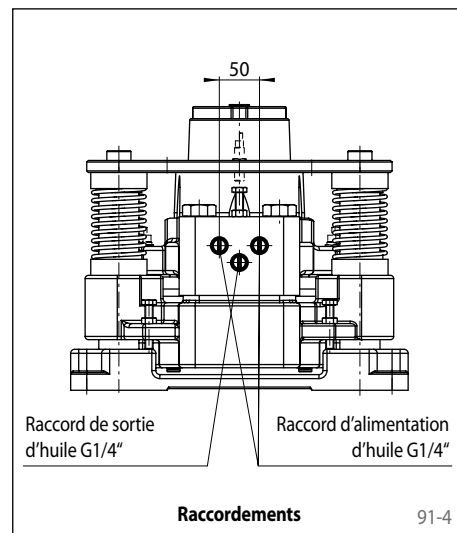 50
Raccord de sortie
d’huile G1/4“
Raccord d’alimentation
d’huile G1/4“
Raccordements
91-4